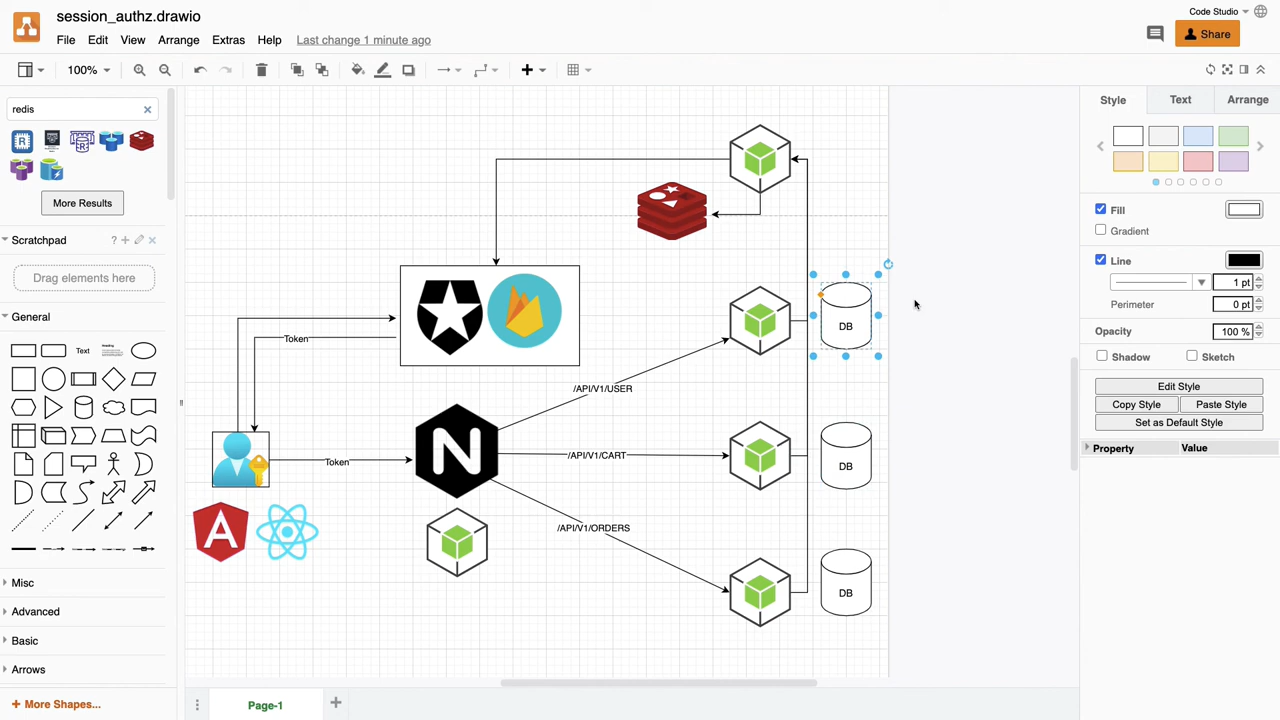 session_authz.drawio
Code Studio
File Edit View Arrange Extras Help Last change 1 minute ago
Share
100%
redis
Style Text Arrange
More Results
Fill
Gradient
Scratchpad
?
Line
Drag elements here
1 pt
Perimeter 0 pt
General
DB
Opacity 100 %
Token
Text
Heading
Shadow Sketch
Edit Style
/API/V1/USER
Copy Style Paste Style
Set as Default Style
Property Value
/API/V1/CART
Token
N
DB
/API/V1/ORDERS
A
Misc
DB
Advanced
Basic
Arrows
+ More Shapes...
Page-1